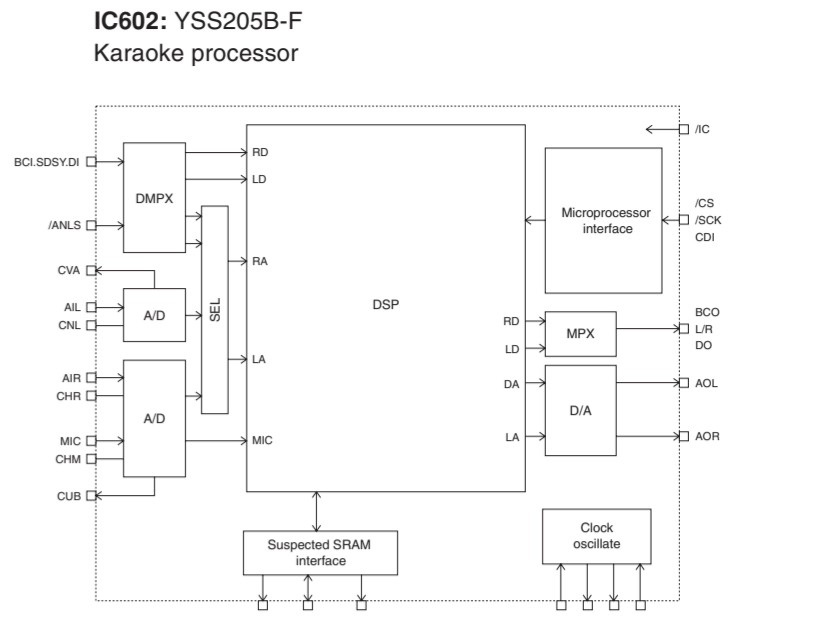 IC602: YSS205B-F
Karaoke processor
/IC
BCI.SDSY.DI
/ANLS
CVA
AIL
CNL
AIR
CHR
MIC
CHM
CUB
DMPX
A/D
A/D
SEL
RD
LD
RA
LA
MIC
DSP
RD
LD
DA
LA
Microprocessor
interface
/CS
/SCK
CDI
MPX
BCO
L/R
DO
D/A
AOL
AOR
Suspected SRAM
interface
Clock
oscillate